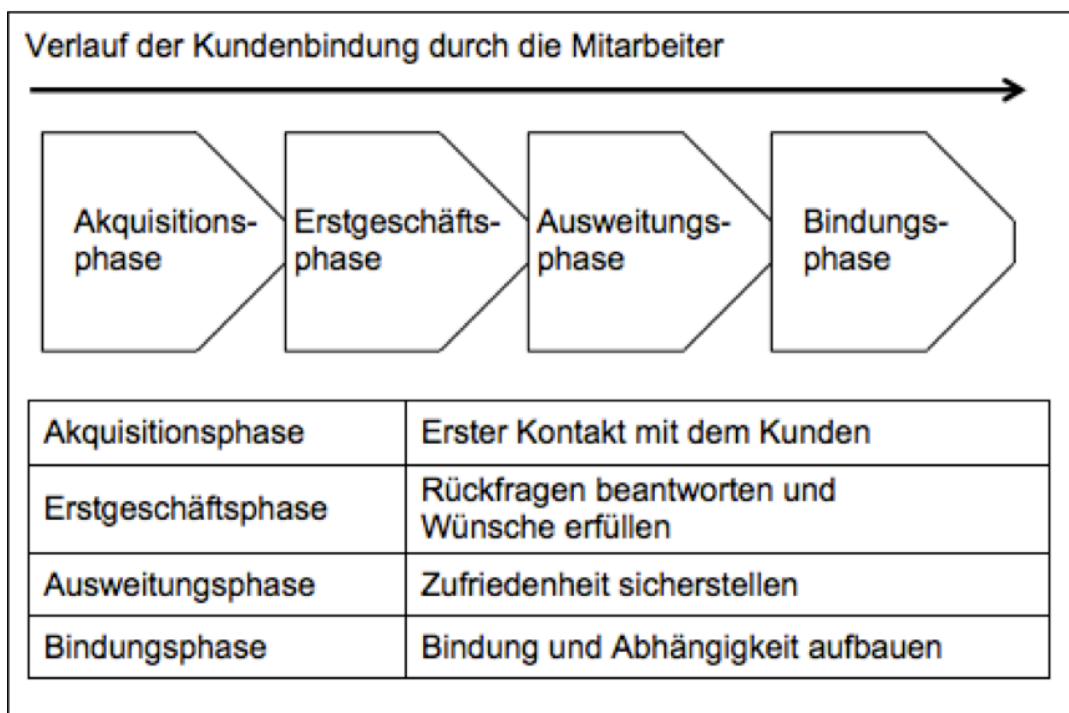 Verlauf der Kundenbindung durch die Mitarbeiter
Akquisitions-
phase
Erstgeschäfts-
phase
Ausweitungs-
phase
Bindungs-
phase
Akquisitionsphase
Erster Kontakt mit dem Kunden
Erstgeschäftsphase
Rückfragen beantworten und
Wünsche erfüllen
Ausweitungsphase
Zufriedenheit sicherstellen
Bindungsphase
Bindung und Abhängigkeit aufbauen